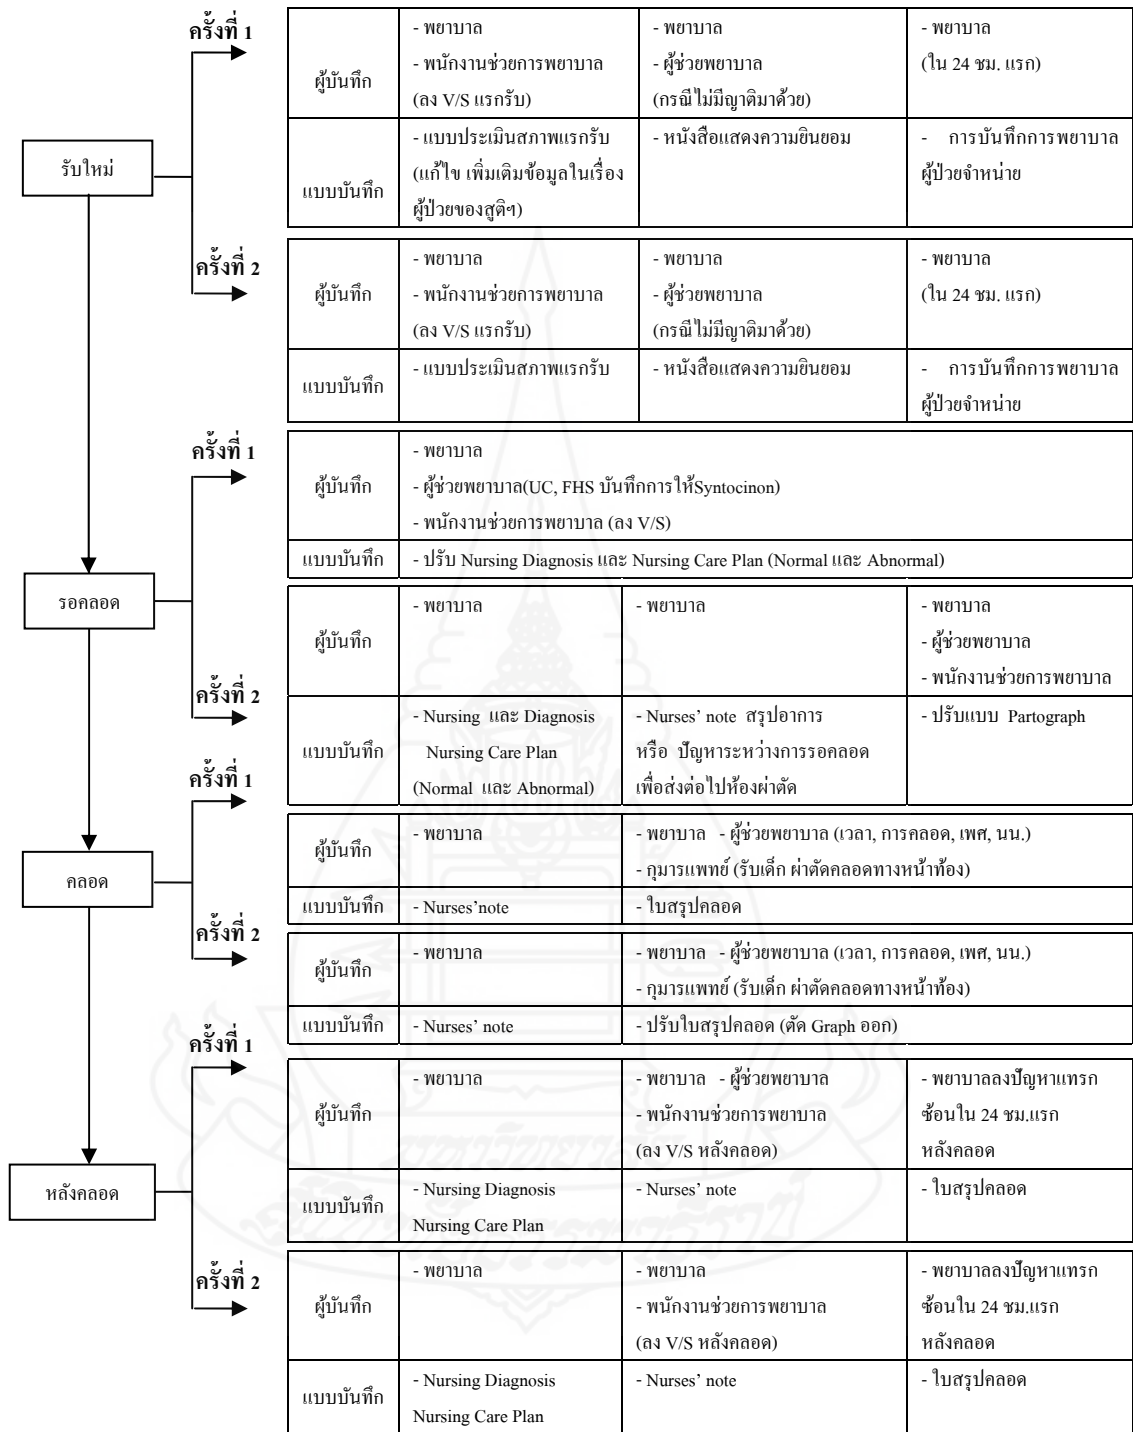 ครั้งที่ 1
ผู้บันทึก
- พยาบาล
- พนักงานช่วยการพยาบาล
(ลง V/S แรกรับ)
- พยาบาล
- ผู้ช่วยพยาบาล
(กรณีไม่มีญาติมาด้วย)
- พยาบาล
(ใน 24 ชม. แรก)
รับใหม่
แบบบันทึก
- แบบประเมินสภาพแรกรับ
(แก้ไข เพิ่มเติมข้อมูลในเรื่อง
ผู้ป่วยของสูติฯ)
- หนังสือแสดงความยินยอม
- การบันทึกการพยาบาล
ผู้ป่วยจำหน่าย
ครั้งที่ 2
ผู้บันทึก
- พยาบาล
- พนักงานช่วยการพยาบาล
(ลง V/S แรกรับ)
- พยาบาล
- ผู้ช่วยพยาบาล
(กรณีไม่มีญาติมาด้วย)
- พยาบาล
(ใน 24 ชม. แรก)
แบบบันทึก
- แบบประเมินสภาพแรกรับ
- หนังสือแสดงความยินยอม
- การบันทึกการพยาบาล
ผู้ป่วยจำหน่าย
ครั้งที่ 1
ผู้บันทึก
- พยาบาล
- ผู้ช่วยพยาบาล(UC, FHS บันทึกการให้Syntocinon)
- พนักงานช่วยการพยาบาล (ลง V/S)
แบบบันทึก
- ปรับ Nursing Diagnosis และ Nursing Care Plan (Normal และ Abnormal)
รอคลอด
ครั้งที่ 2
ผู้บันทึก
- พยาบาล
- พยาบาล
- พยาบาล
- ผู้ช่วยพยาบาล
- พนักงานช่วยการพยาบาล
แบบบันทึก
- Nursing และ Diagnosis
Nursing Care Plan
(Normal และ Abnormal)
- Nurses’ note สรุปอาการ
หรือ ปัญหาระหว่างการรอคลอด
เพื่อส่งต่อไปห้องผ่าตัด
- ปรับแบบ Partograph
ครั้งที่ 1
ผู้บันทึก
- พยาบาล
- พยาบาล - ผู้ช่วยพยาบาล (เวลา, การคลอด, เพศ, นน.)
- กุมารแพทย์ (รับเด็ก ผ่าตัดคลอดทางหน้าท้อง)
คลอด
แบบบันทึก
- Nurses’note
- ใบสรุปคลอด
ครั้งที่ 2
ผู้บันทึก
- พยาบาล
- พยาบาล - ผู้ช่วยพยาบาล (เวลา, การคลอด, เพศ, นน.)
- กุมารแพทย์ (รับเด็ก ผ่าตัดคลอดทางหน้าท้อง)
แบบบันทึก
- Nurses’ note
- ปรับใบสรุปคลอด (ตัด Graph ออก)
ครั้งที่ 1
ผู้บันทึก
- พยาบาล
- พยาบาล - ผู้ช่วยพยาบาล
- พนักงานช่วยการพยาบาล
(ลง V/S หลังคลอด)
- พยาบาลลงปัญหาแทรก
ซ้อนใน 24 ชม.แรก
หลังคลอด
หลังคลอด
แบบบันทึก
- Nursing Diagnosis
Nursing Care Plan
- Nurses’ note
- ใบสรุปคลอด
ครั้งที่ 2
ผู้บันทึก
- พยาบาล
- พยาบาล
- พนักงานช่วยการพยาบาล
(ลง V/S หลังคลอด)
- พยาบาลลงปัญหาแทรก
ซ้อนใน 24 ชม.แรก
หลังคลอด
แบบบันทึก
- Nursing Diagnosis
Nursing Care Plan
- Nurses’ note
- ใบสรุปคลอด